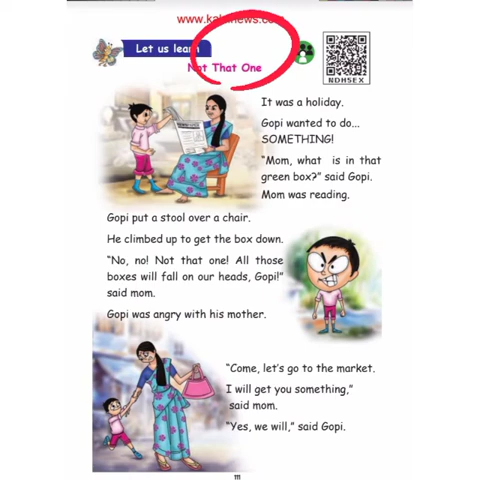 www.kalvinews.com
Let us learn
Not That One
NDHSEX
It was a holiday.
Gopi wanted to do...
SOMETHING!
"Mom, what is in that
green box?" said Gopi.
Mom was reading.
Gopi put a stool over a chair.
He climbed up to get the box down.
"No, no! Not that one! All those
boxes will fall on our heads, Gopi!"
said mom.
Gopi was angry with his mother.
"Come, let's go to the market.
I will get you something,"
said mom.
"Yes, we will," said Gopi.
111